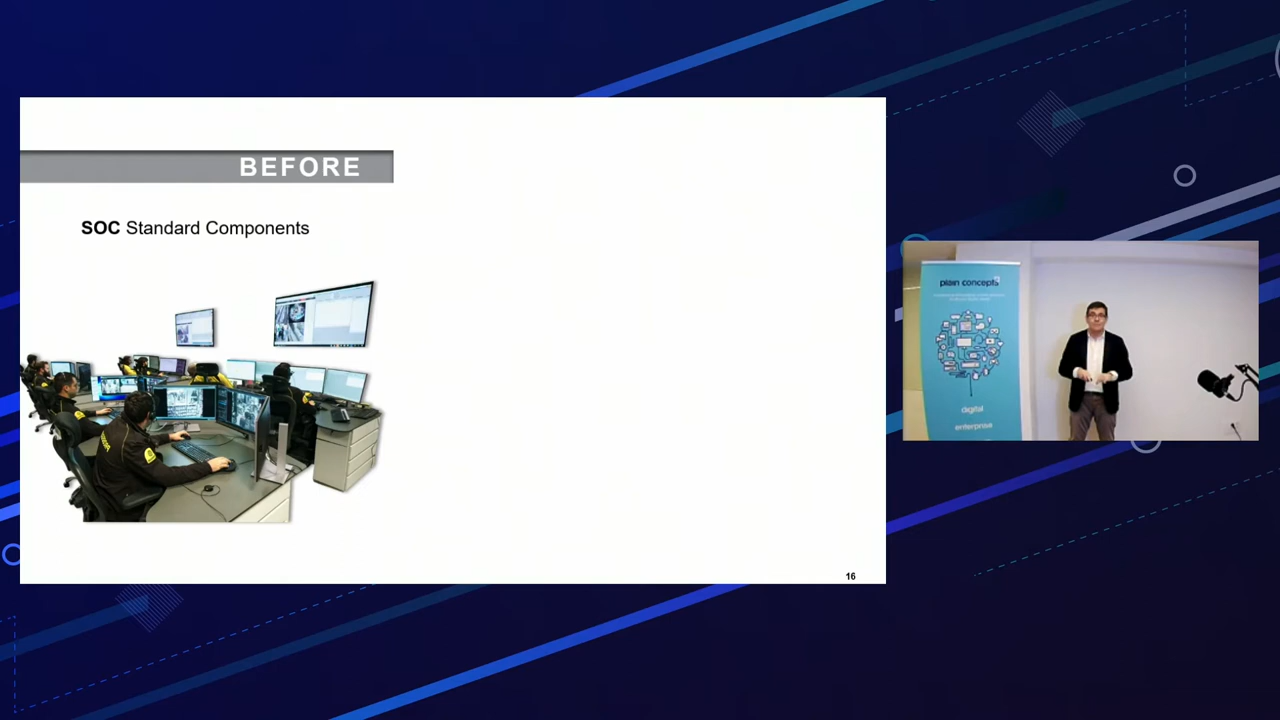 BEFORE
SOC Standard Components
16
plain concepts
digital
enterprise